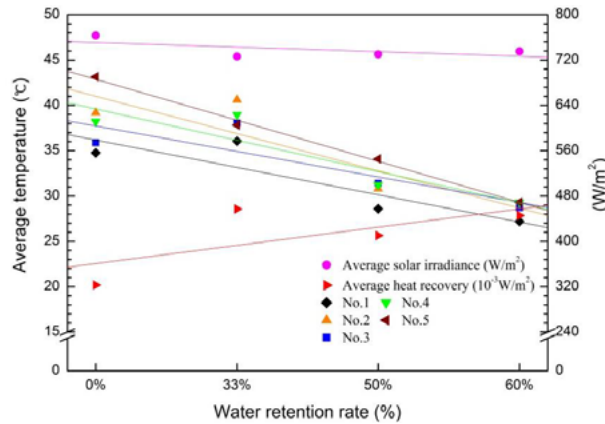 50
45
40
35
30
25
20
15
0
Average temperature (℃)
800
720
640
560
480
400
320
240
0
(W/m²)
Average solar irradiance (W/m²)
Average heat recovery (10⁻³W/m²)
No.1 No.4
No.2 No.5
No.3
0% 33% 50% 60%
Water retention rate (%)